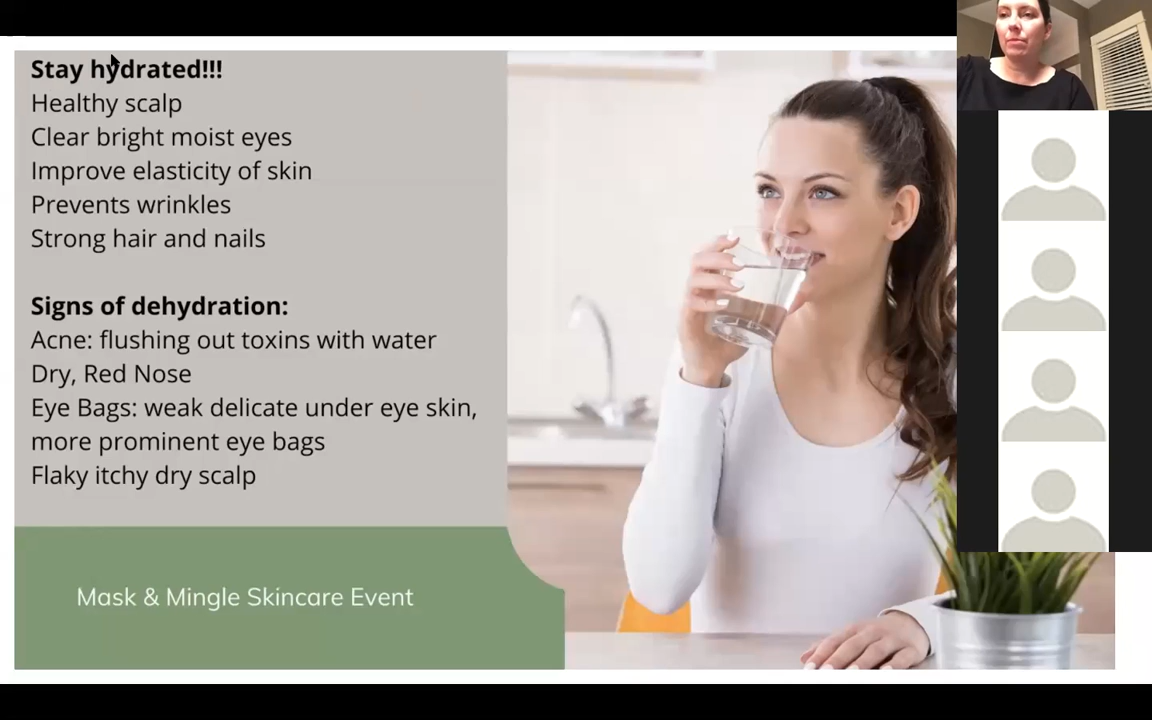 Stay hydrated!!!
Healthy scalp
Clear bright moist eyes
Improve elasticity of skin
Prevents wrinkles
Strong hair and nails
Signs of dehydration:
Acne: flushing out toxins with water
Dry, Red Nose
Eye Bags: weak delicate under eye skin,
more prominent eye bags
Flaky itchy dry scalp
Mask & Mingle Skincare Event